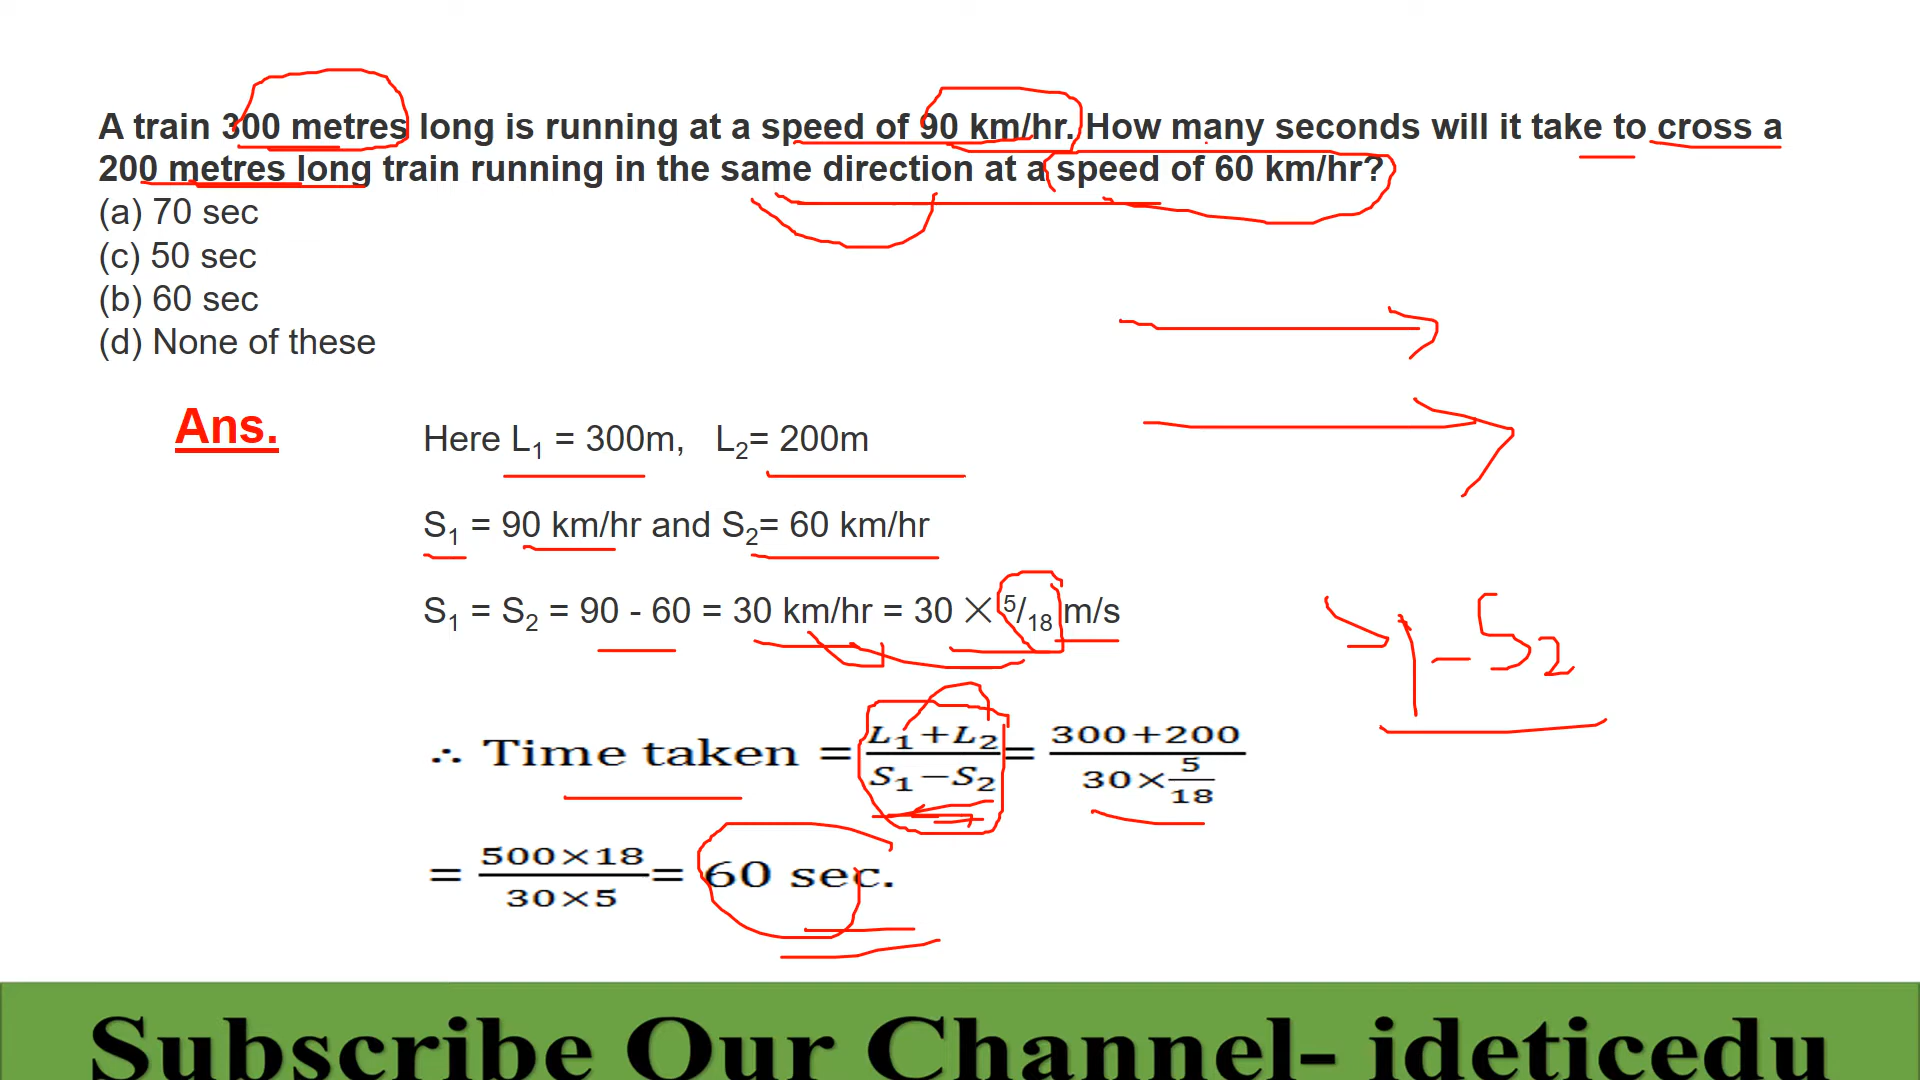 A train 300 metres long is running at a speed of 90 km/hr. How many seconds will it take to cross a
200 metres long train running in the same direction at a speed of 60 km/hr?
(a) 70 sec
(c) 50 sec
(b) 60 sec
(d) None of these
Ans.
Here L₁ = 300m, L₂= 200m
S₁ = 90 km/hr and S₂= 60 km/hr
S₁ = S₂ = 90 - 60 = 30 km/hr = 30 × 5/18 m/s
- S2
∴ Time taken = (L₁+L₂)/(S₁−S₂) = (300+200)/(30×5/18)
= (500×18)/(30×5) = 60 sec.
Subscribe Our Channel- ideticedu